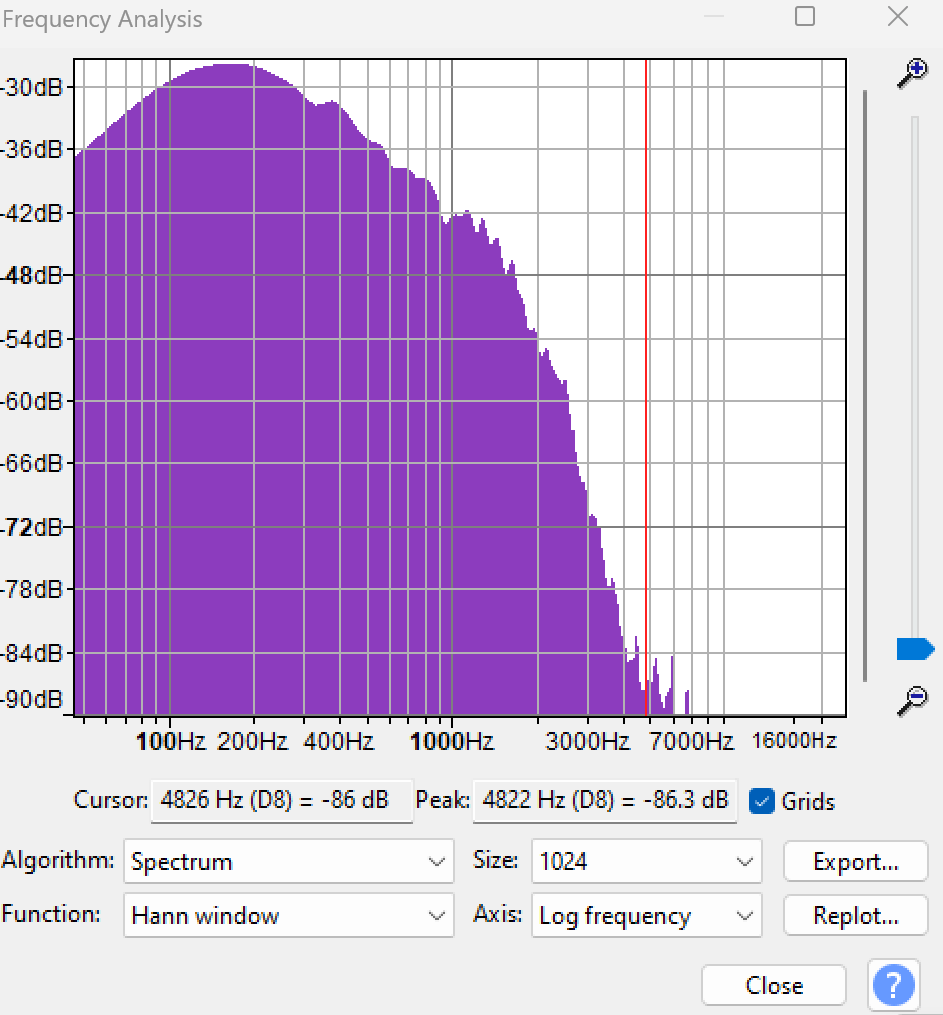 Frequency Analysis
-30dB
-36dB
-42dB
-48dB
-54dB
-60dB
-66dB
-72dB
-78dB
-84dB
-90dB
100Hz 200Hz 400Hz 1000Hz 3000Hz 7000Hz 16000Hz
Cursor: 4826 Hz (D8) = -86 dB Peak: 4822 Hz (D8) = -86.3 dB Grids
Algorithm: Spectrum Size: 1024 Export...
Function: Hann window Axis: Log frequency Replot...
Close ?